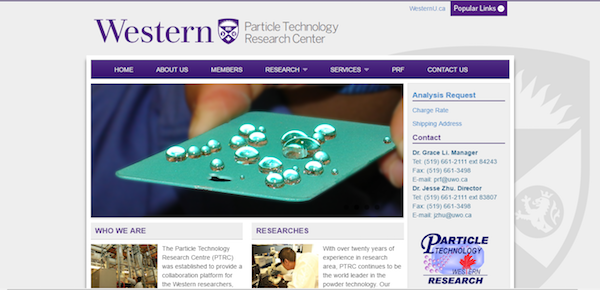 WesternU.ca
Popular Links
Western
Particle Technology
Research Center
HOME
ABOUT US
MEMBERS
RESEARCH
SERVICES
PRF
CONTACT US
Analysis Request
Charge Rate
Shipping Address
Contact
Dr. Grace Li. Manager
Tel: (519) 661-2111 ext 84243
Fax: (519) 661-3498
E-mail: prf@uwo.ca
Dr. Jesse Zhu. Director
Tel: (519) 661-2111 ext 83807
Fax: (519) 661-3498
E-mail: jzhu@uwo.ca
WHO WE ARE
The Particle Technology
Research Centre (PTRC)
was established to provide a
collaboration platform for
the Western researchers,
RESEARCHES
With over twenty years of
experience in research
area, PTRC continues to be
the world leader in the
powder technology. Our
PARTICLE
TECHNOLOGY
WESTERN
RESEARCH